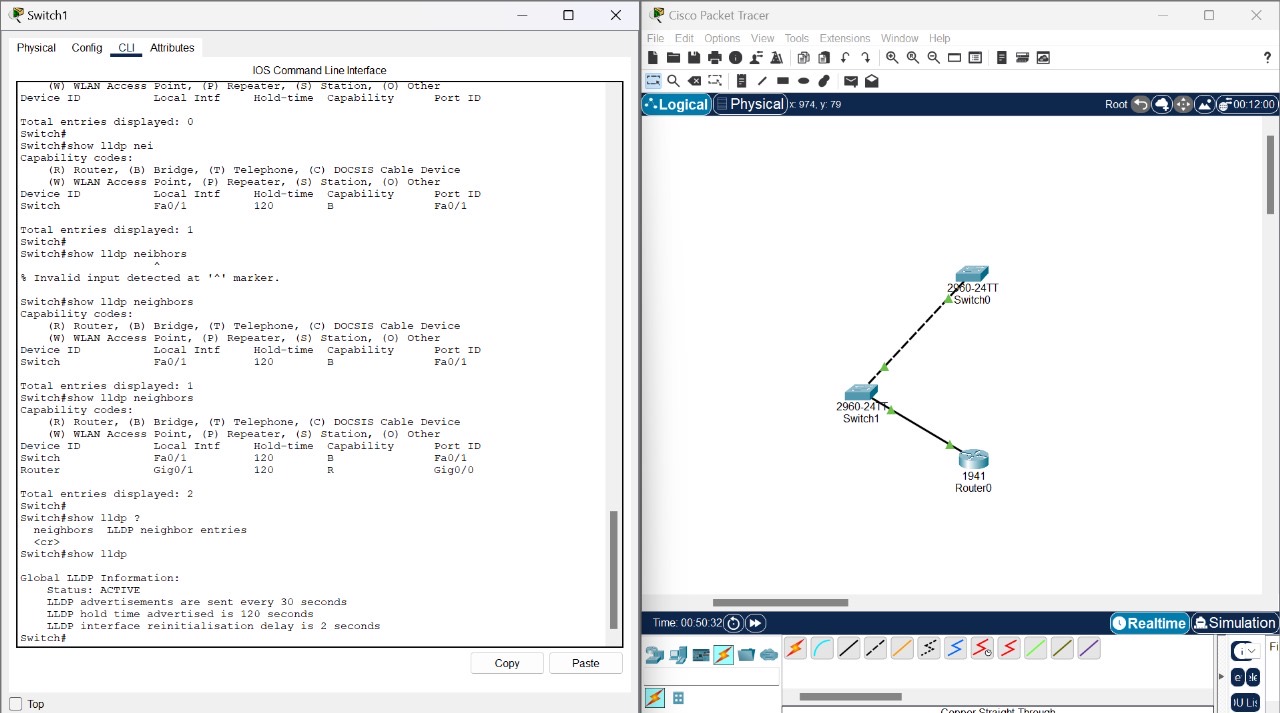 Switch1
Physical Config CLI Attributes
IOS Command Line Interface
(W) WLAN Access Point, (P) Repeater, (S) Station, (O) Other
Device ID Local Intf Hold-time Capability Port ID
Total entries displayed: 0
Switch#
Switch#show lldp nei
Capability codes:
(R) Router, (B) Bridge, (T) Telephone, (C) DOCSIS Cable Device
(W) WLAN Access Point, (P) Repeater, (S) Station, (O) Other
Device ID Local Intf Hold-time Capability Port ID
Switch Fa0/1 120 B Fa0/1
Total entries displayed: 1
Switch#
Switch#show lldp neibhors
^
% Invalid input detected at '^' marker.
Switch#show lldp neighbors
Capability codes:
(R) Router, (B) Bridge, (T) Telephone, (C) DOCSIS Cable Device
(W) WLAN Access Point, (P) Repeater, (S) Station, (O) Other
Device ID Local Intf Hold-time Capability Port ID
Switch Fa0/1 120 B Fa0/1
Total entries displayed: 1
Switch#show lldp neighbors
Capability codes:
(R) Router, (B) Bridge, (T) Telephone, (C) DOCSIS Cable Device
(W) WLAN Access Point, (P) Repeater, (S) Station, (O) Other
Device ID Local Intf Hold-time Capability Port ID
Switch Fa0/1 120 B Fa0/1
Router Gig0/1 120 R Gig0/0
Total entries displayed: 2
Switch#
Switch#show lldp ?
neighbors LLDP neighbor entries
<cr>
Switch#show lldp
Global LLDP Information:
Status: ACTIVE
LLDP advertisements are sent every 30 seconds
LLDP hold time advertised is 120 seconds
LLDP interface reinitialisation delay is 2 seconds
Switch#
Copy Paste
Top
Cisco Packet Tracer
File Edit Options View Tools Extensions Window Help
?
Logical Physical x: 974, y: 79 Root 00:12:00
2960-24TT
Switch0
2960-24TT
Switch1
1941
Router0
Time: 00:50:32 Realtime Simulation
Copper Straight-Through